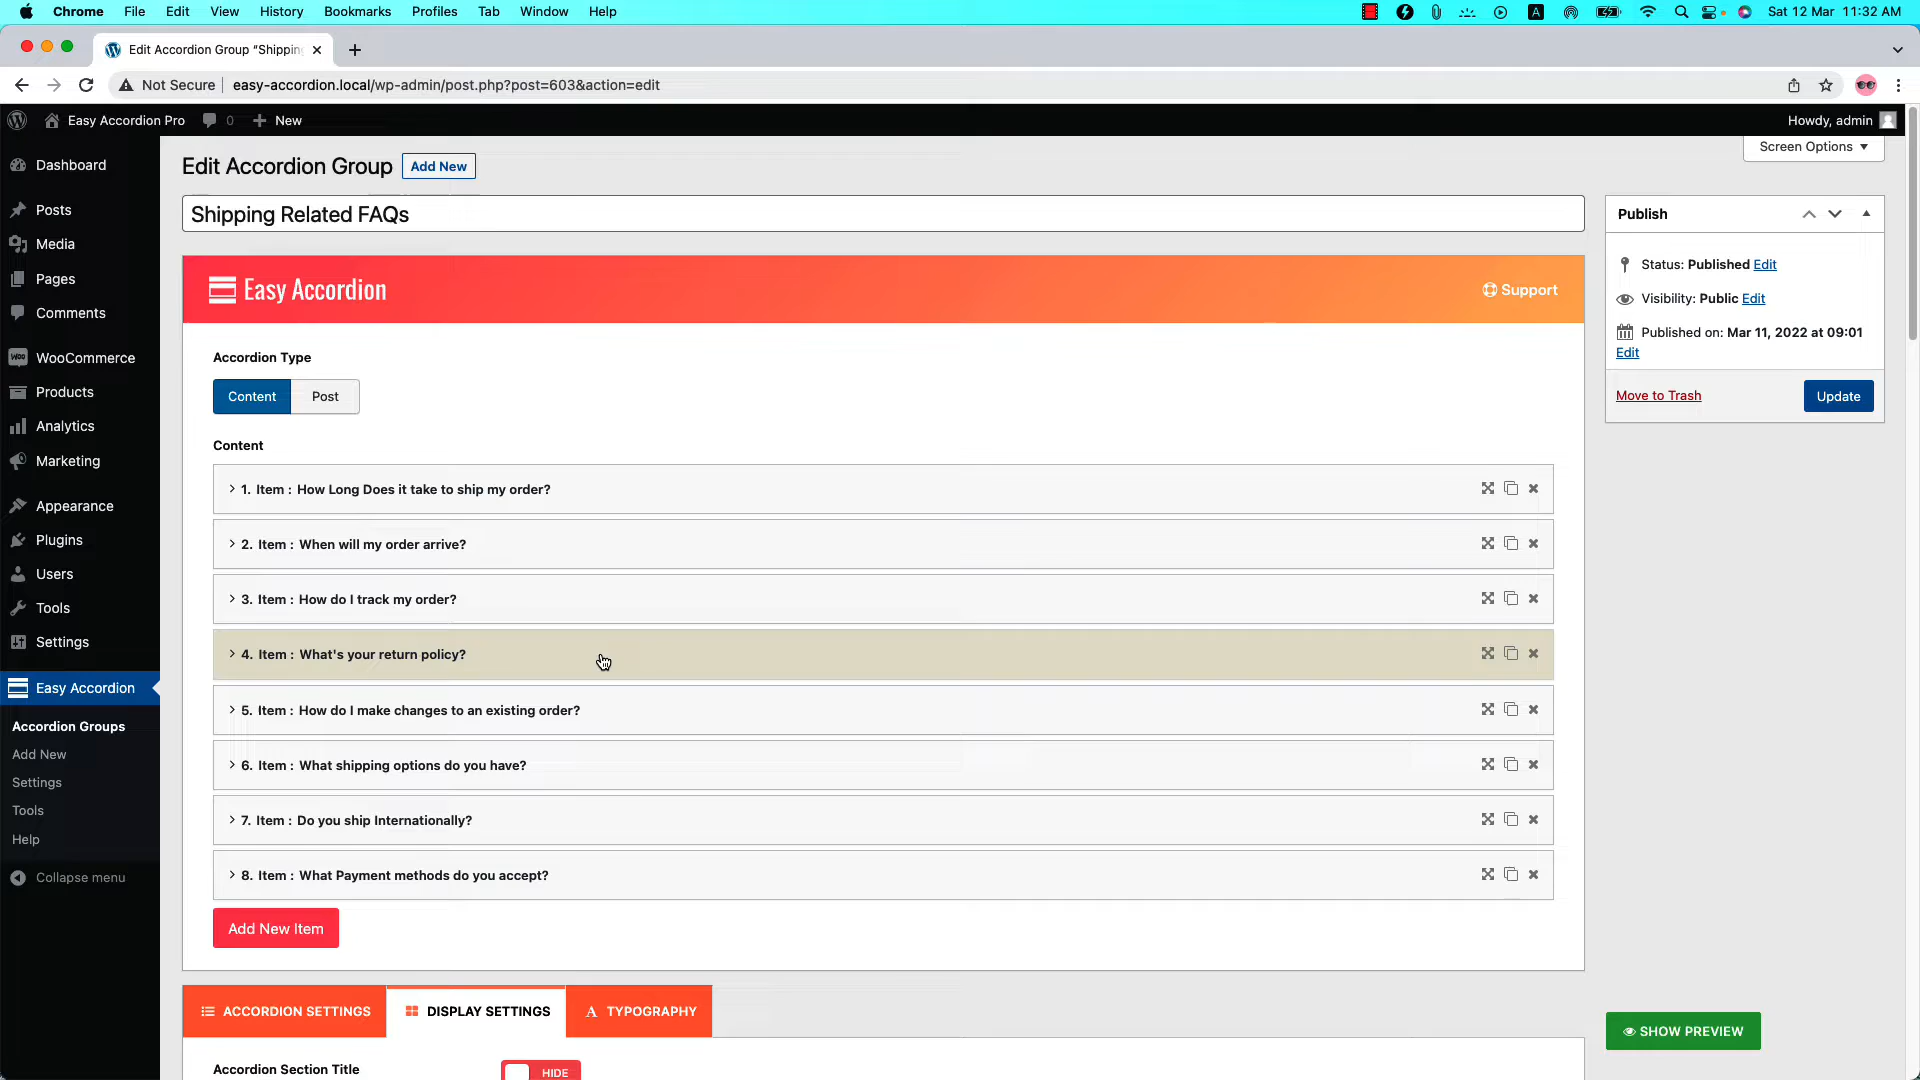 Chrome File Edit View History Bookmarks Profiles Tab Window Help Sat 12 Mar 11:32 AM
Edit Accordion Group "Shippin
Not Secure easy-accordion.local/wp-admin/post.php?post=603&action=edit
Easy Accordion Pro 0 New Howdy, admin
Screen Options
Dashboard
Posts
Media
Pages
Comments
WooCommerce
Products
Analytics
Marketing
Appearance
Plugins
Users
Tools
Settings
Easy Accordion
Accordion Groups
Add New
Settings
Tools
Help
Collapse menu
Edit Accordion Group Add New
Shipping Related FAQs
Easy Accordion Support
Accordion Type
Content Post
Content
1. Item : How Long Does it take to ship my order?
2. Item : When will my order arrive?
3. Item : How do I track my order?
4. Item : What's your return policy?
5. Item : How do I make changes to an existing order?
6. Item : What shipping options do you have?
7. Item : Do you ship Internationally?
8. Item : What Payment methods do you accept?
Add New Item
ACCORDION SETTINGS DISPLAY SETTINGS A TYPOGRAPHY
Accordion Section Title HIDE
Publish
Status: Published Edit
Visibility: Public Edit
Published on: Mar 11, 2022 at 09:01
Edit
Move to Trash Update
SHOW PREVIEW